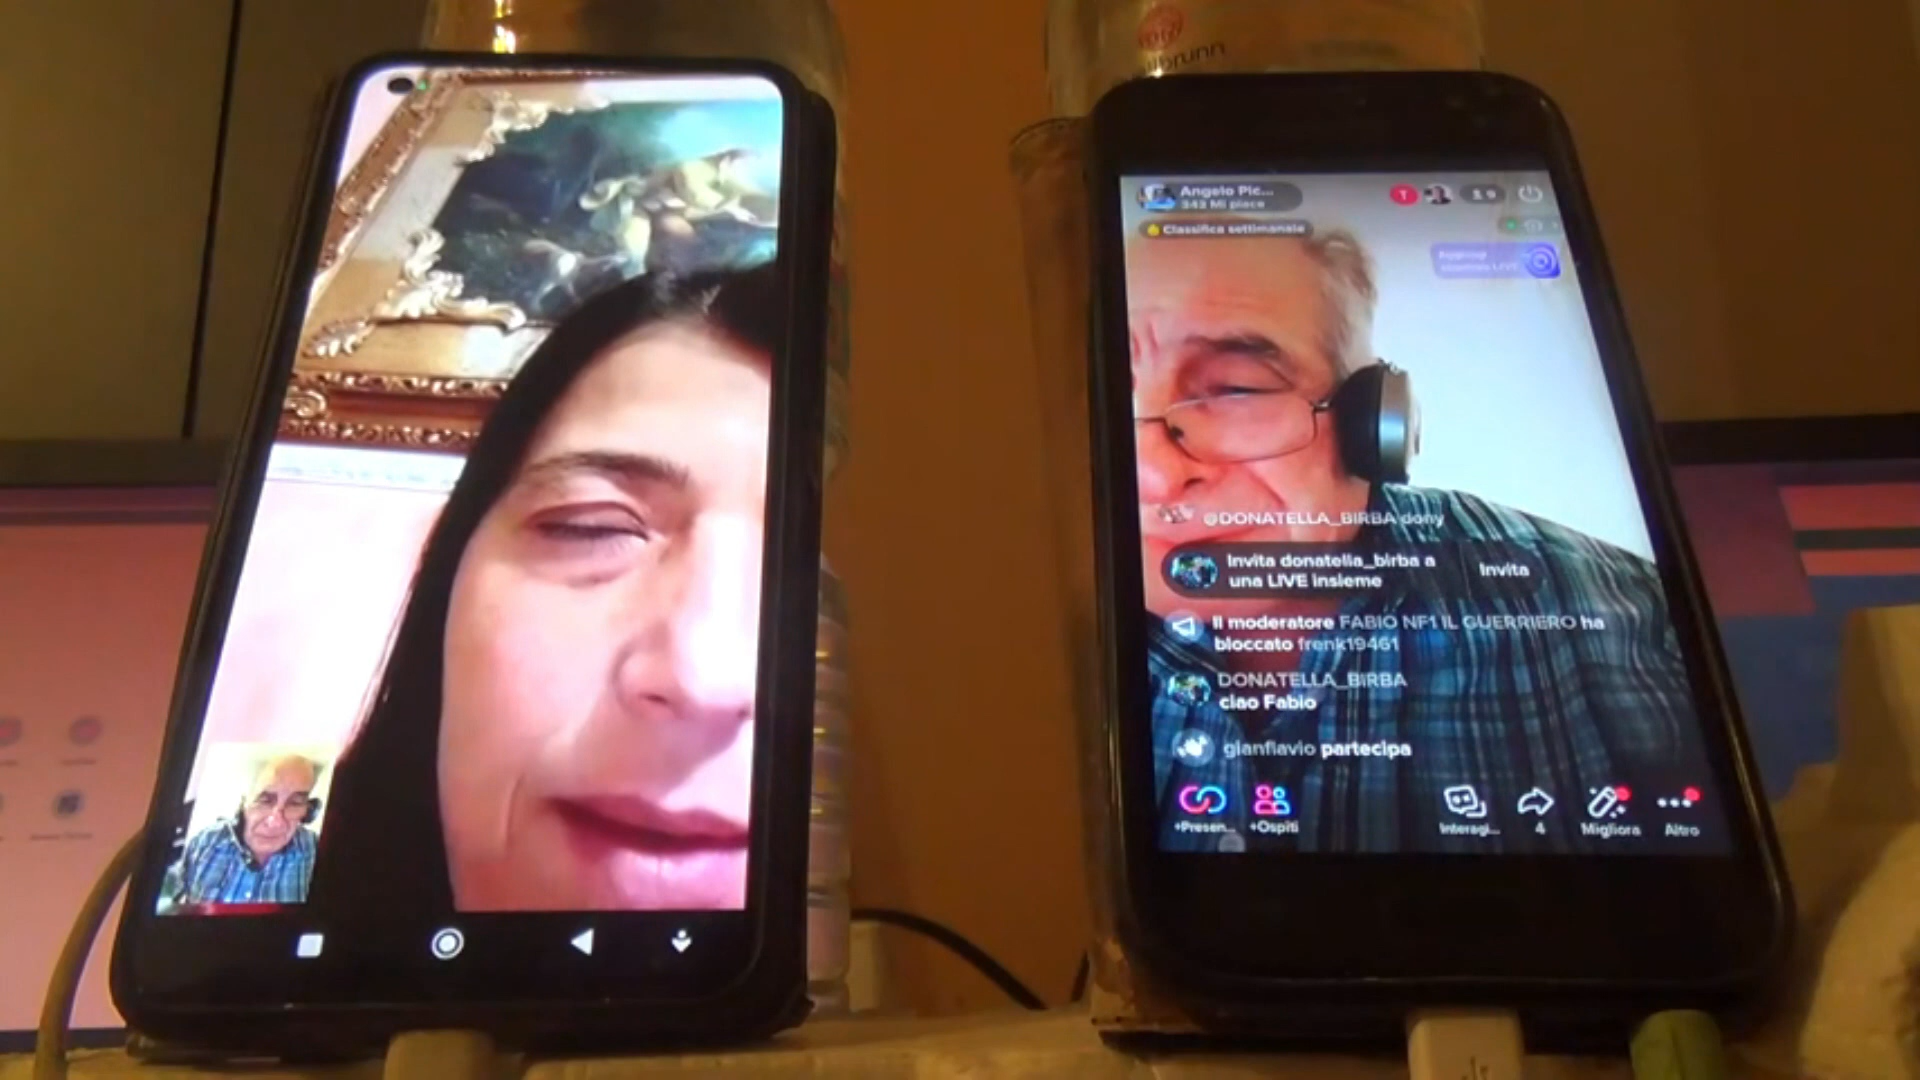 Angelo Pic...
343 Mi piace
T
9
Classifica settimanale
@DONATELLA_BIRBA dony
Invita donatella_birba a
una LIVE insieme
Invita
Il moderatore FABIO NF1 IL GUERRIERO ha
bloccato frenk19461
DONATELLA_BIRBA
ciao Fabio
gianflavio partecipa
+Presen...
+Ospiti
Interagi...
4
Migliora
Altro